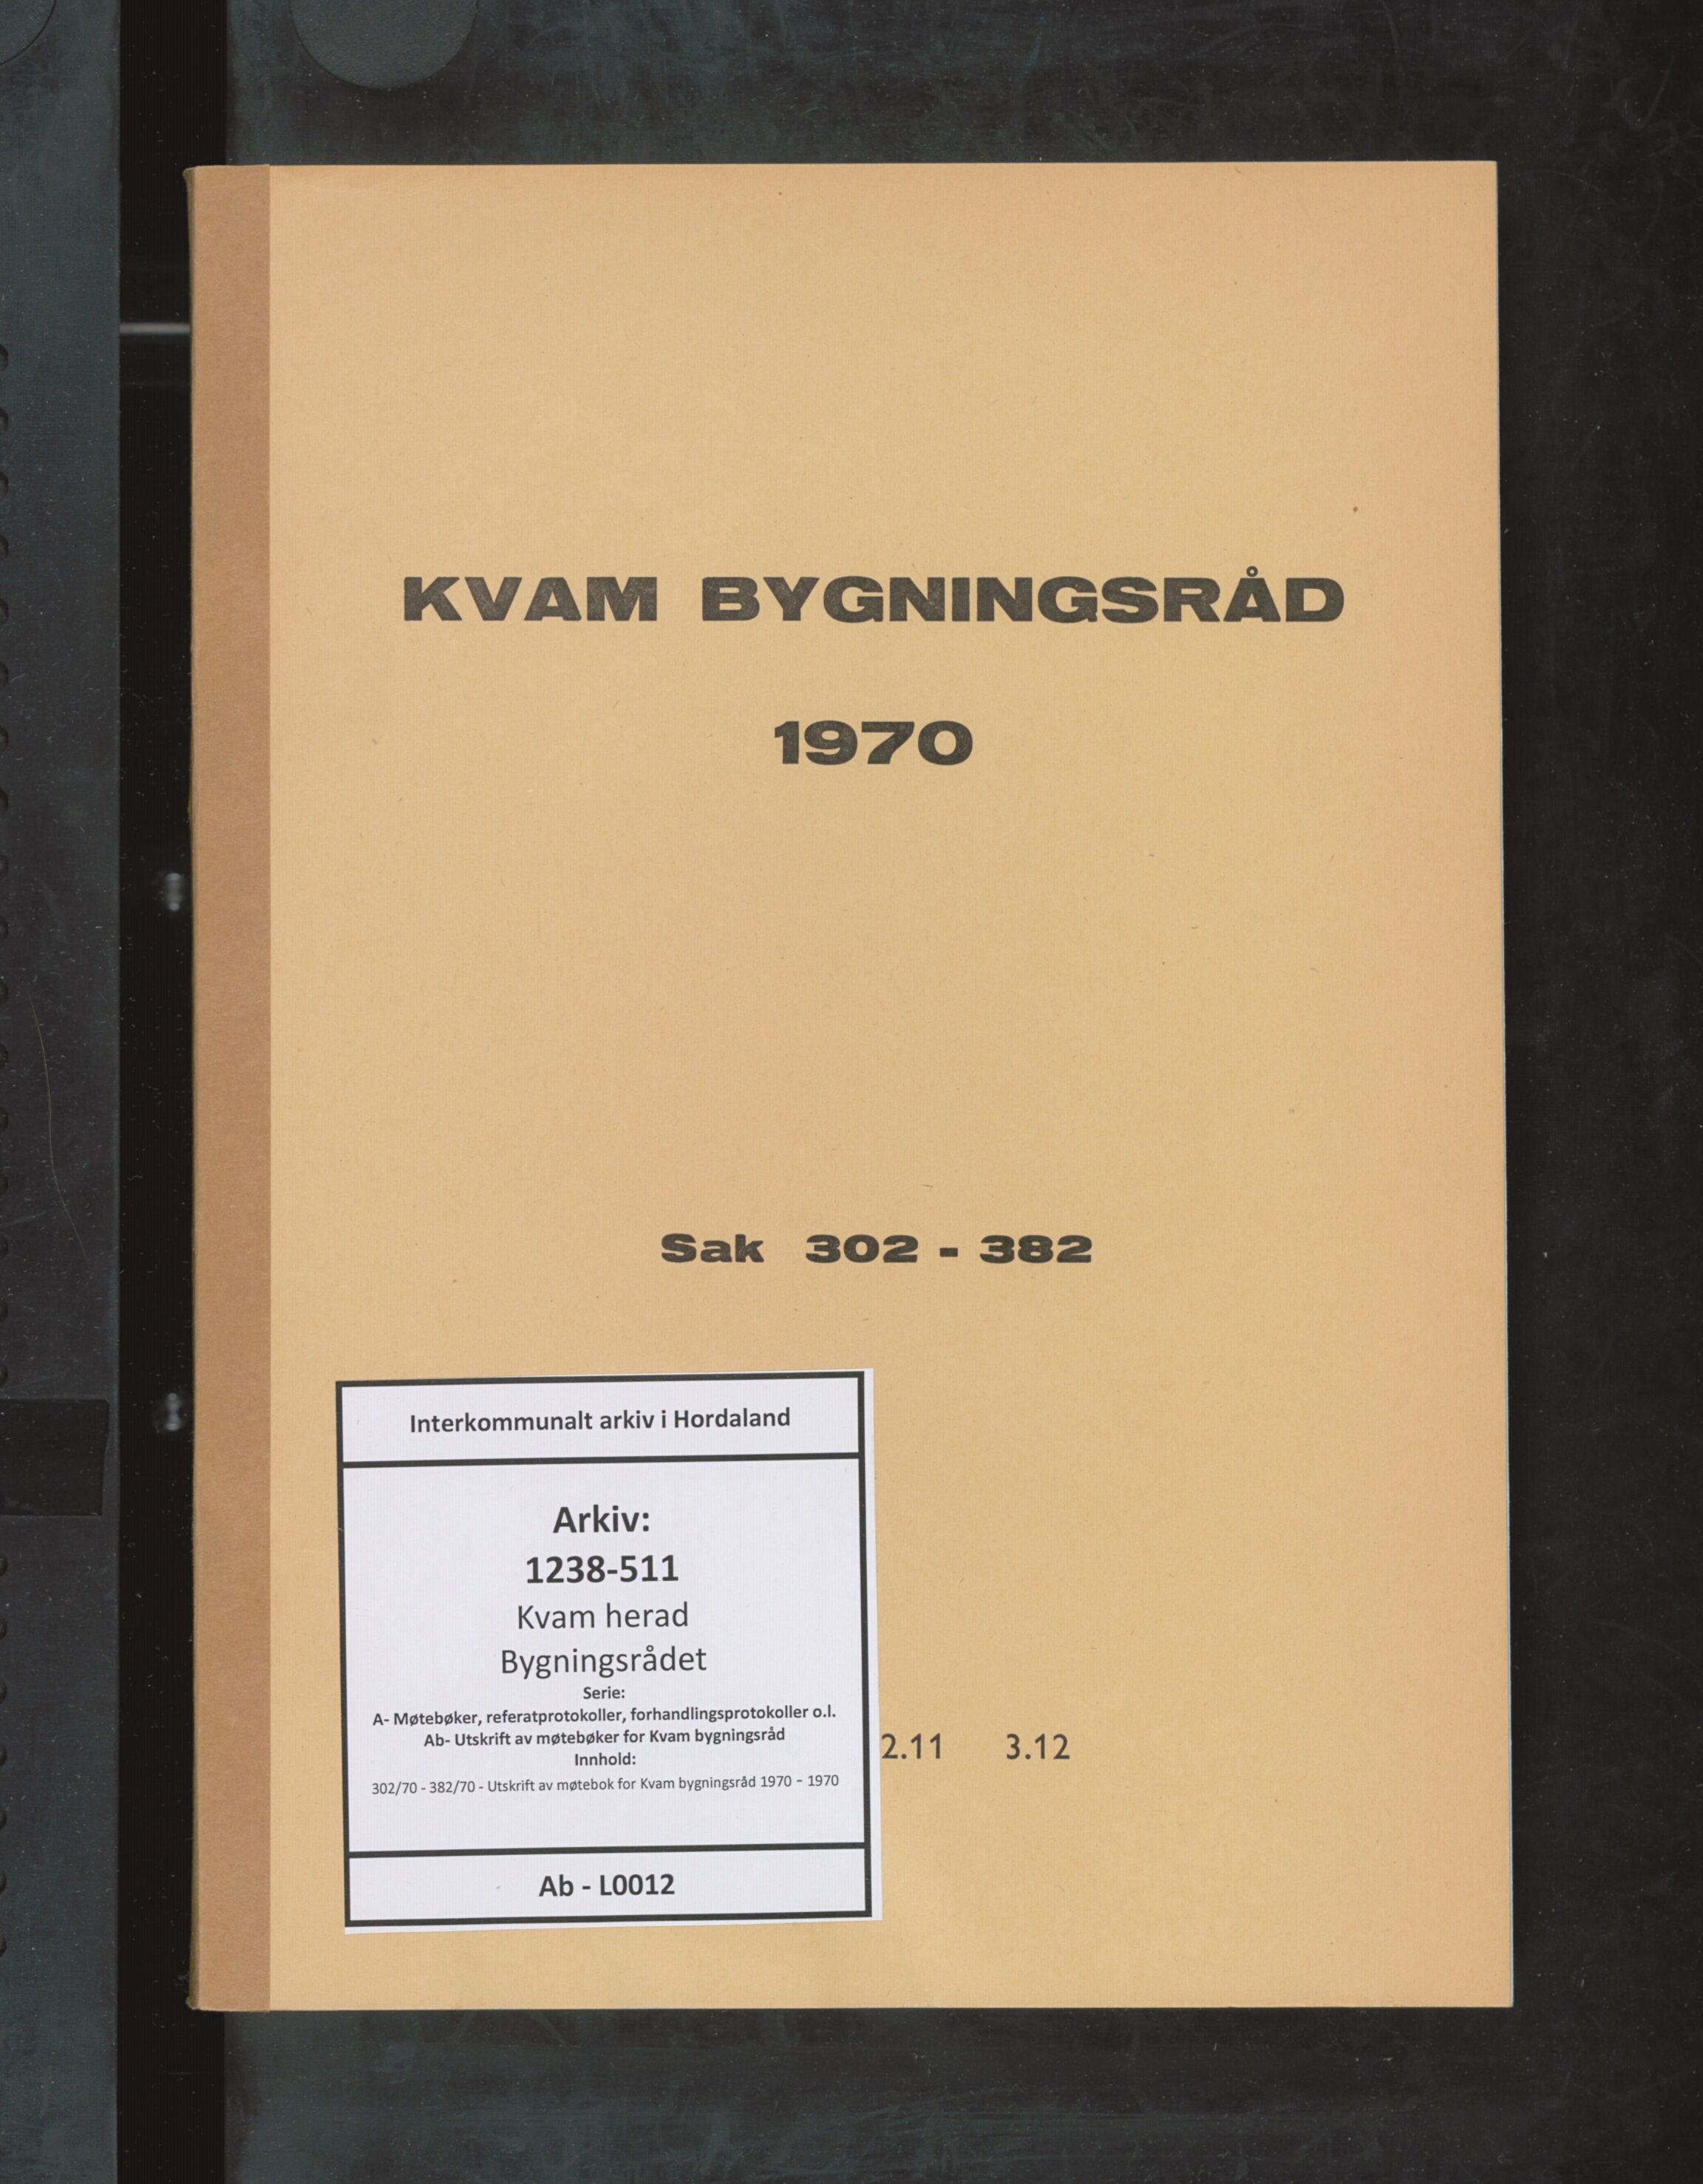 KVAM BYGNINGSRÅD
1970
Sak 302 - 382
Interkommunalt arkiv i Hordaland
Arkiv:
1238-511
Kvam herad
Bygningsrådet
Serie:
A- Møtebøker, referatprotokoller, forhandlingsprotokoller o.l.
Ab- Utskrift av møtebøker for Kvam bygningsråd
Innhold:
302/70 - 382/70 - Utskrift av møtebok for Kvam bygningsråd 1970 - 1970
Ab - L0012
2.11 3.12